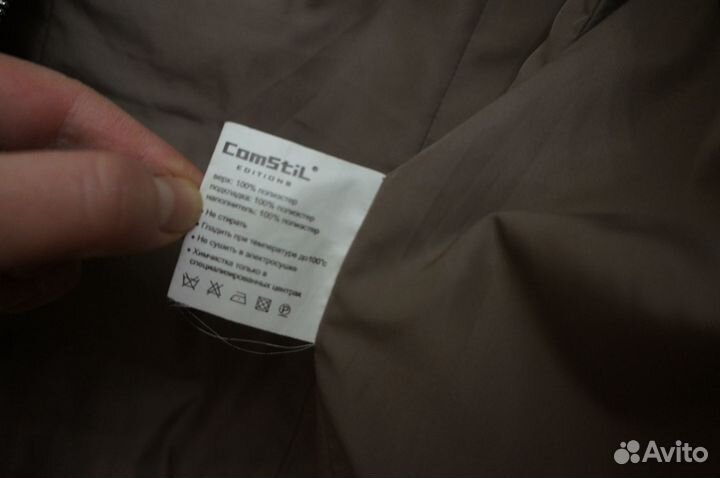 ComStiL®
EDITIONS
верх: 100% полиэстер
подкладка: 100% полиэстер
наполнитель: 100% полиэстер
• Не стирать
• Гладить при температуре до 100°с
• Не сушить в электросушке
• Химчистка только в
специализированных центрах
P
Avito